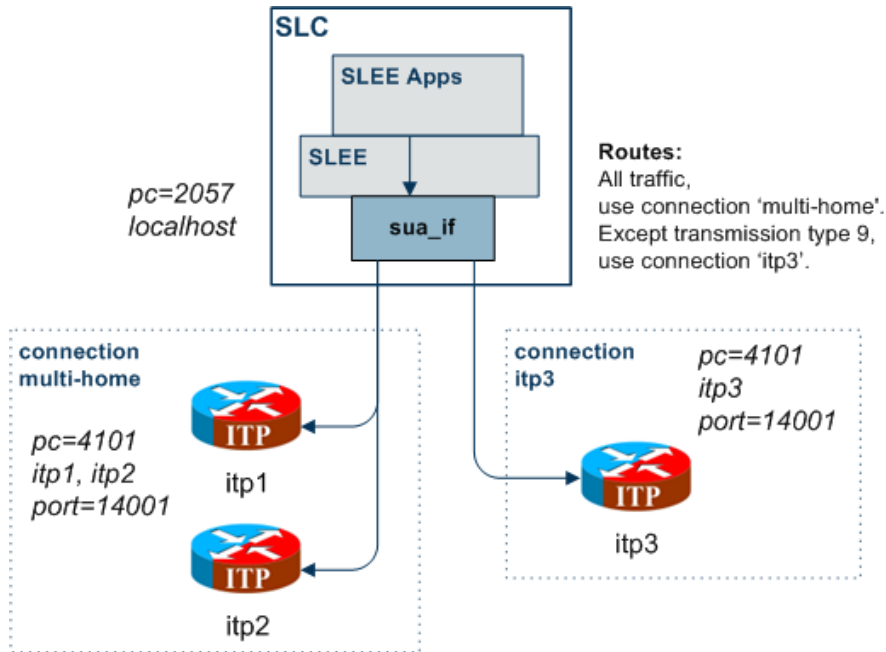 SLC
SLEE Apps
SLEE
sua_if
pc=2057
localhost
Routes:
All traffic,
use connection ‘multi-home’.
Except transmission type 9,
use connection ‘itp3’.
connection
multi-home
pc=4101
itp1, itp2
port=14001
ITP
itp1
ITP
itp2
connection
itp3
pc=4101
itp3
port=14001
ITP
itp3